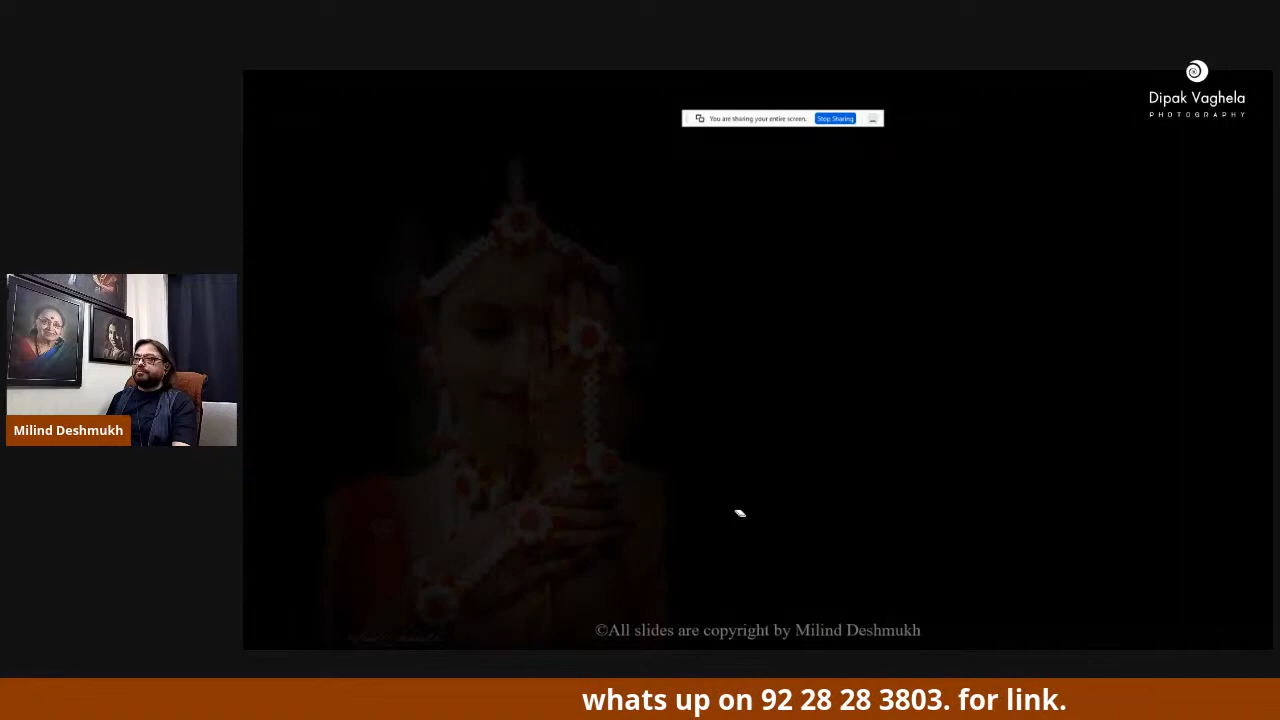 Dipak Vaghela
PHOTOGRAPHY
You are sharing your entire screen.
Stop Sharing
Milind Deshmukh
©All slides are copyright by Milind Deshmukh
whats up on 92 28 28 3803. for link.